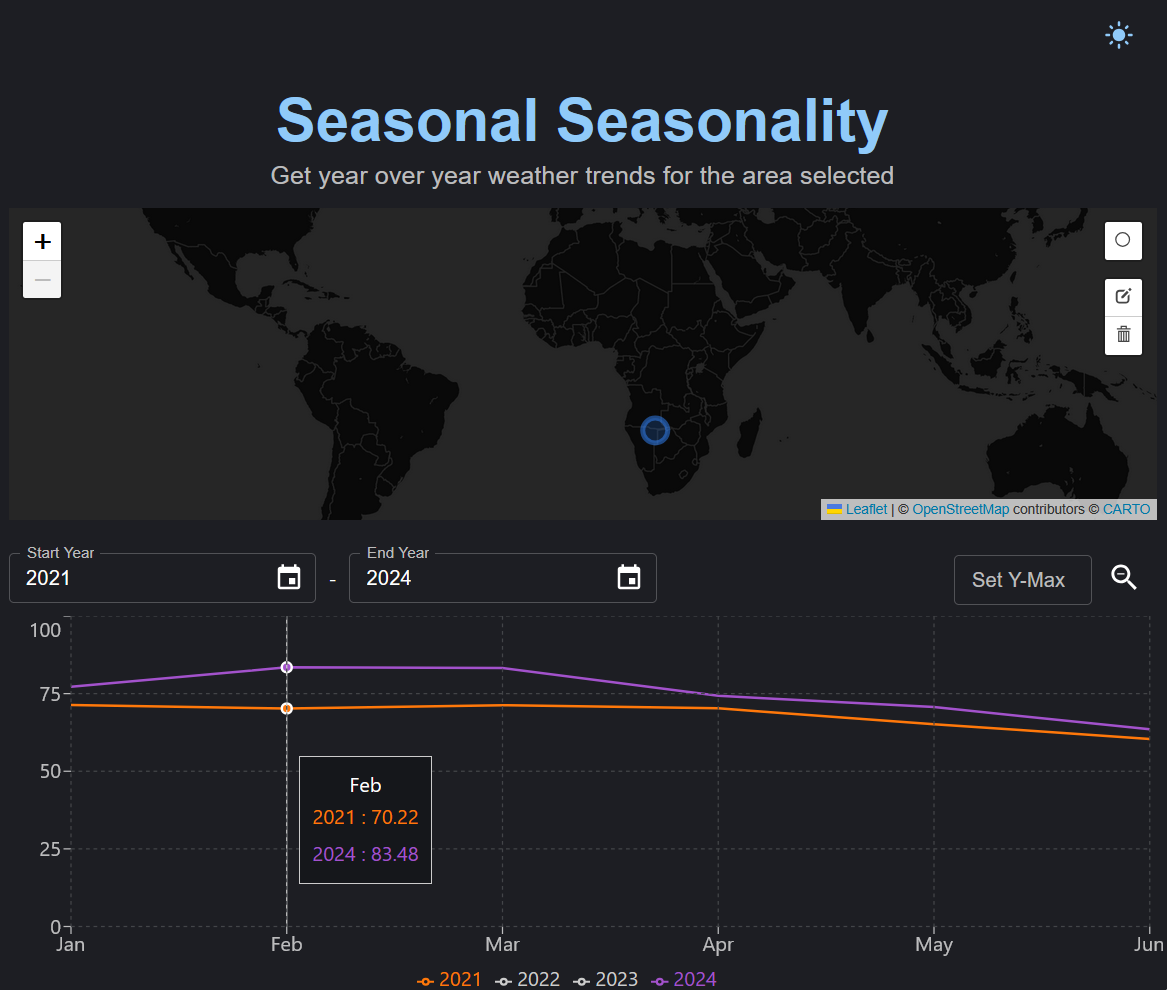 Seasonal Seasonality
Get year over year weather trends for the area selected
+
−
Leaflet | © OpenStreetMap contributors © CARTO
Start Year
2021
-
End Year
2024
Set Y-Max
100
75
50
25
0
Feb
2021 : 70.22
2024 : 83.48
Jan Feb Mar Apr May Jun
2021 2022 2023 2024